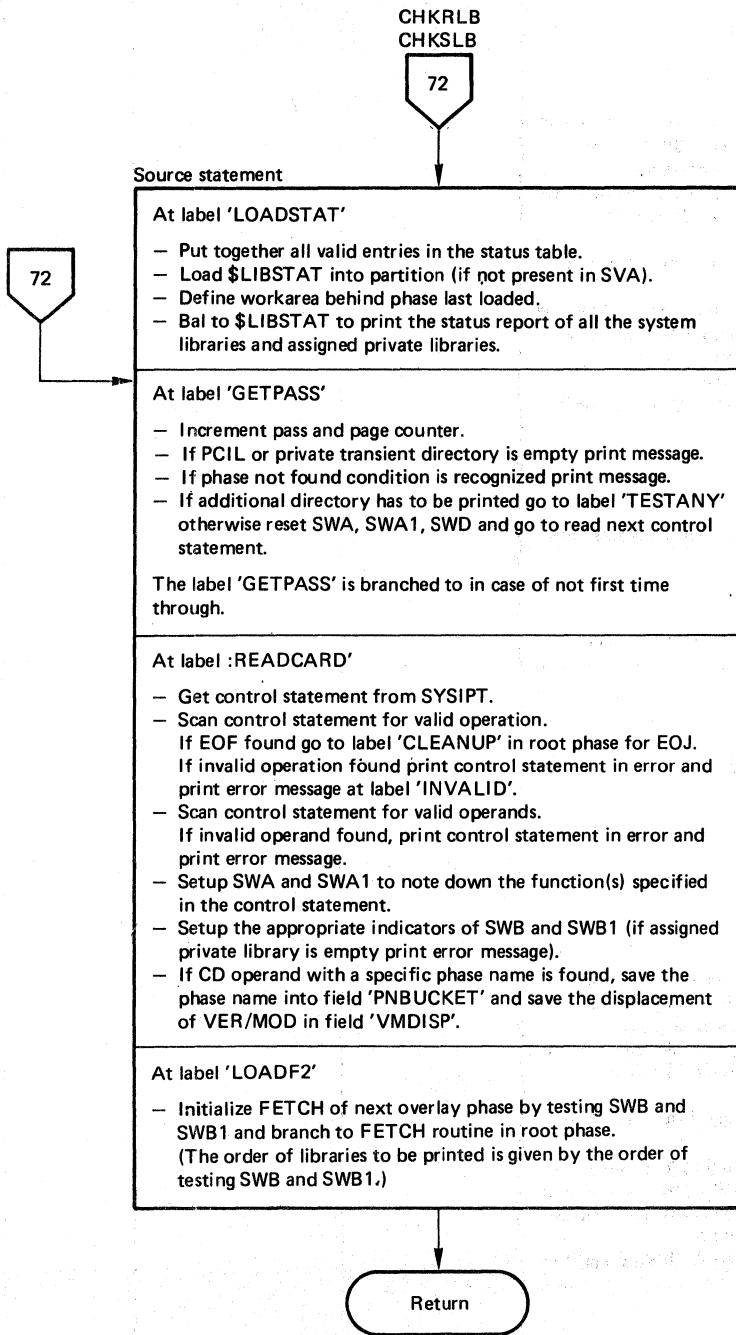 CHKRLB
CHKSLB
72
Source statement
At label 'LOADSTAT'
— Put together all valid entries in the status table.
— Load $LIBSTAT into partition (if not present in SVA).
— Define workarea behind phase last loaded.
— Bal to $LIBSTAT to print the status report of all the system
libraries and assigned private libraries.
72
At label 'GETPASS'
— Increment pass and page counter.
— If PCIL or private transient directory is empty print message.
— If phase not found condition is recognized print message.
— If additional directory has to be printed go to label 'TESTANY'
otherwise reset SWA, SWA1, SWD and go to read next control
statement.
The label 'GETPASS' is branched to in case of not first time
through.
At label :READCARD'
— Get control statement from SYSIPT.
— Scan control statement for valid operation.
If EOF found go to label 'CLEANUP' in root phase for EOJ.
If invalid operation found print control statement in error and
print error message at label 'INVALID'.
— Scan control statement for valid operands.
If invalid operand found, print control statement in error and
print error message.
— Setup SWA and SWA1 to note down the function(s) specified
in the control statement.
— Setup the appropriate indicators of SWB and SWB1 (if assigned
private library is empty print error message).
— If CD operand with a specific phase name is found, save the
phase name into field 'PNBUCKET' and save the displacement
of VER/MOD in field 'VMDISP'.
At label 'LOADF2'
— Initialize FETCH of next overlay phase by testing SWB and
SWB1 and branch to FETCH routine in root phase.
(The order of libraries to be printed is given by the order of
testing SWB and SWB1.)
Return